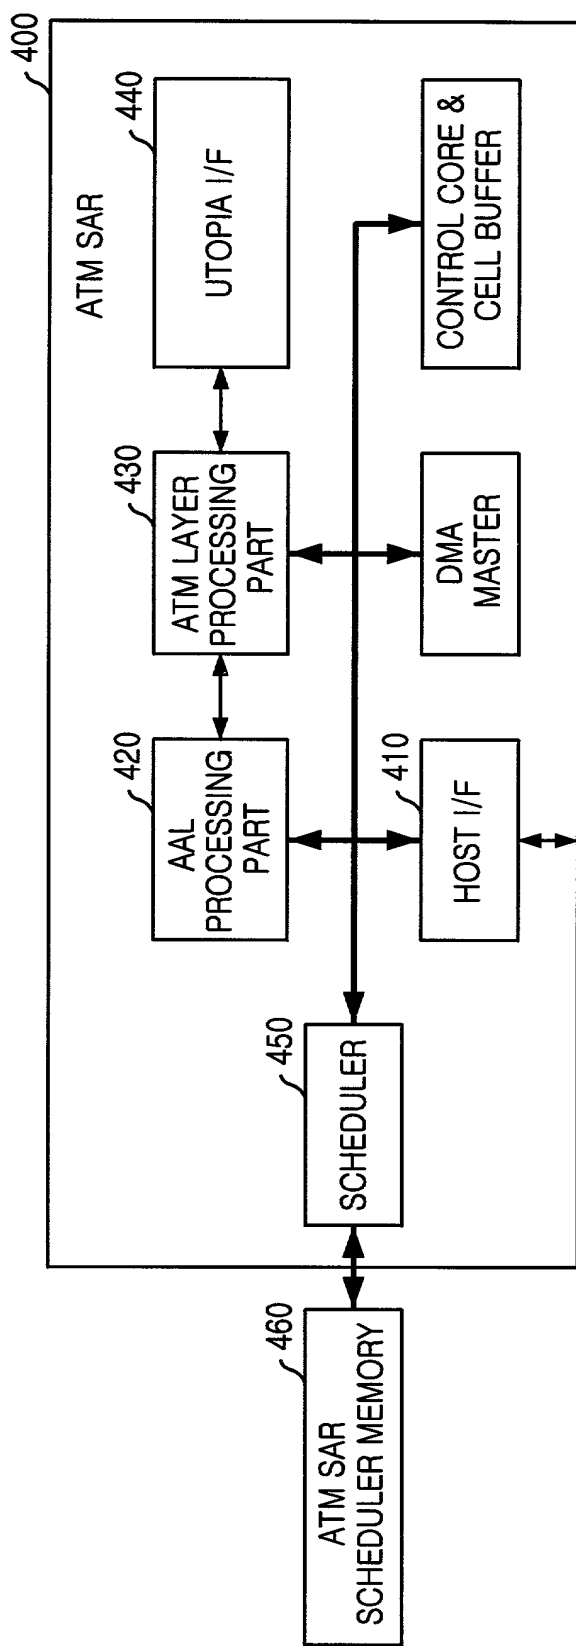 400
ATM SAR
420
AAL
PROCESSING
PART
430
ATM LAYER
PROCESSING
PART
440
UTOPIA I/F
460
ATM SAR
SCHEDULER MEMORY
450
SCHEDULER
410
HOST I/F
DMA
MASTER
CONTROL CORE &
CELL BUFFER